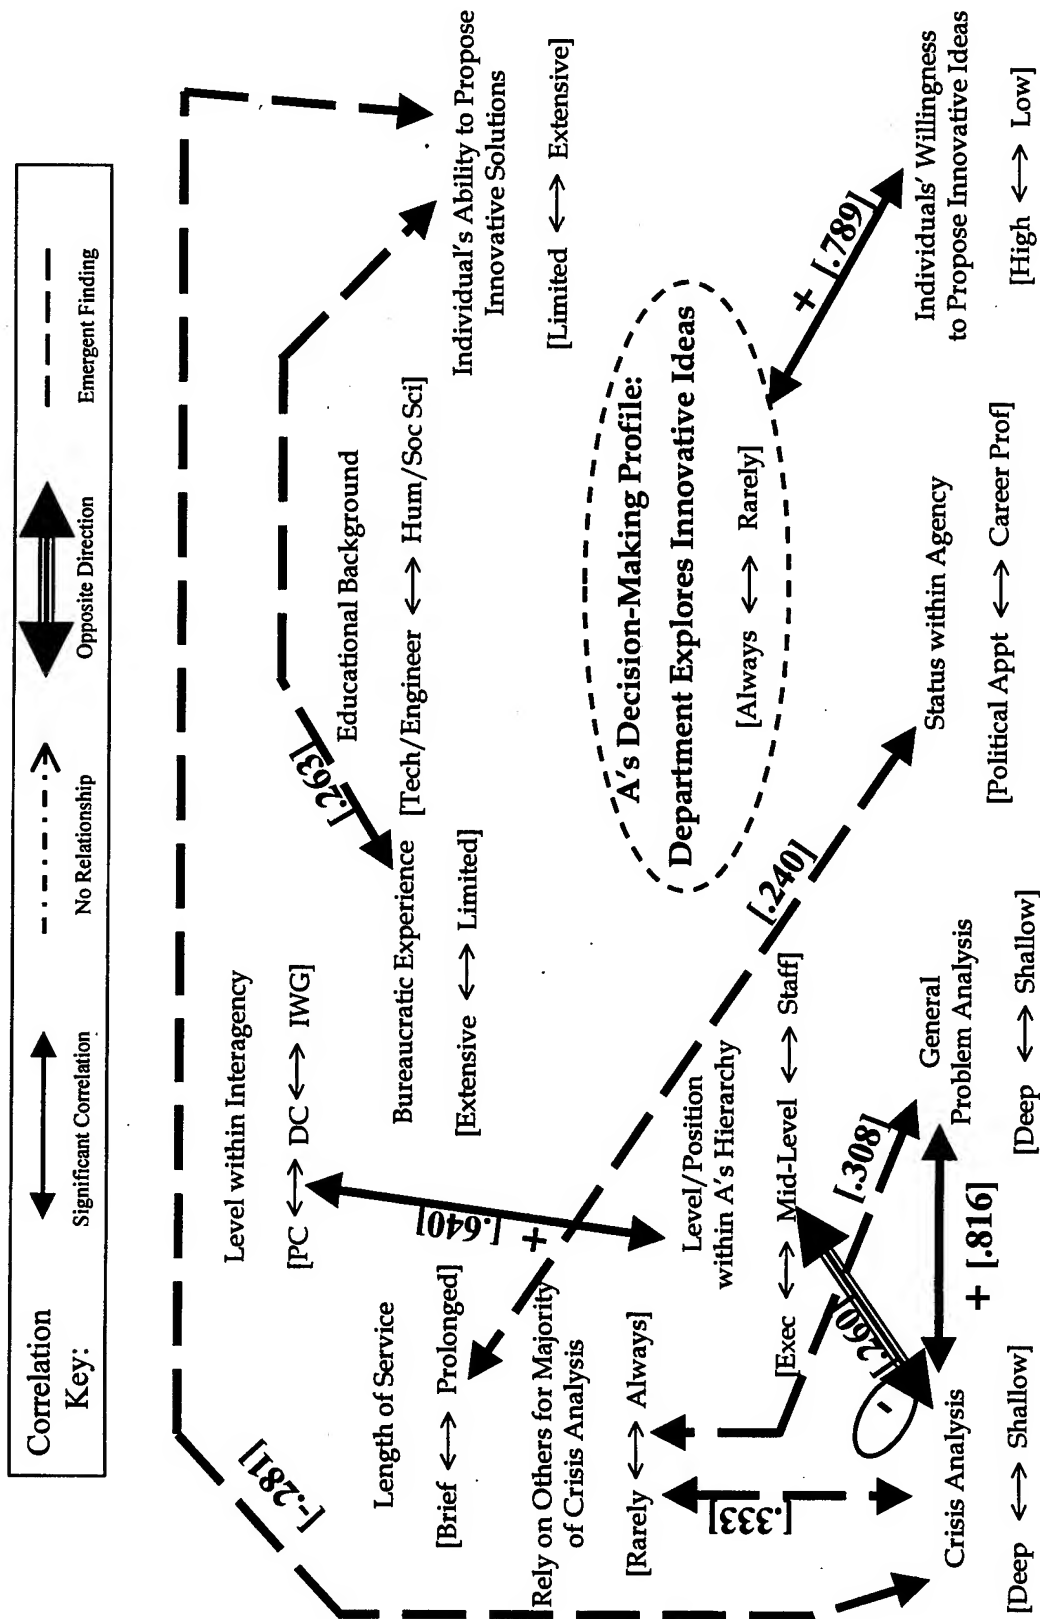 Correlation
Key:
Significant Correlation
No Relationship
Opposite Direction
Emergent Finding
[-.281]
Level within Interagency
[PC ⟷ DC ⟷ IWG]
Educational Background
[Tech/Engineer ⟷ Hum/Soc Sci]
[.263]
Length of Service
[Brief ⟷ Prolonged]
Bureaucratic Experience
[Extensive ⟷ Limited]
Individual's Ability to Propose
Innovative Solutions
[Limited ⟷ Extensive]
[.640]
+
Rely on Others for Majority
of Crisis Analysis
[Rarely ⟷ Always]
Level/Position
within A's Hierarchy
[Exec ⟷ Mid-Level ⟷ Staff]
A's Decision-Making Profile:
Department Explores Innovative Ideas
[Always ⟷ Rarely]
[.240]
+ [.789]
[.333]
[.260]
-
[.308]
Crisis Analysis
[Deep ⟷ Shallow]
+ [.816]
General
Problem Analysis
[Deep ⟷ Shallow]
Status within Agency
[Political Appt ⟷ Career Prof]
Individuals' Willingness
to Propose Innovative Ideas
[High ⟷ Low]